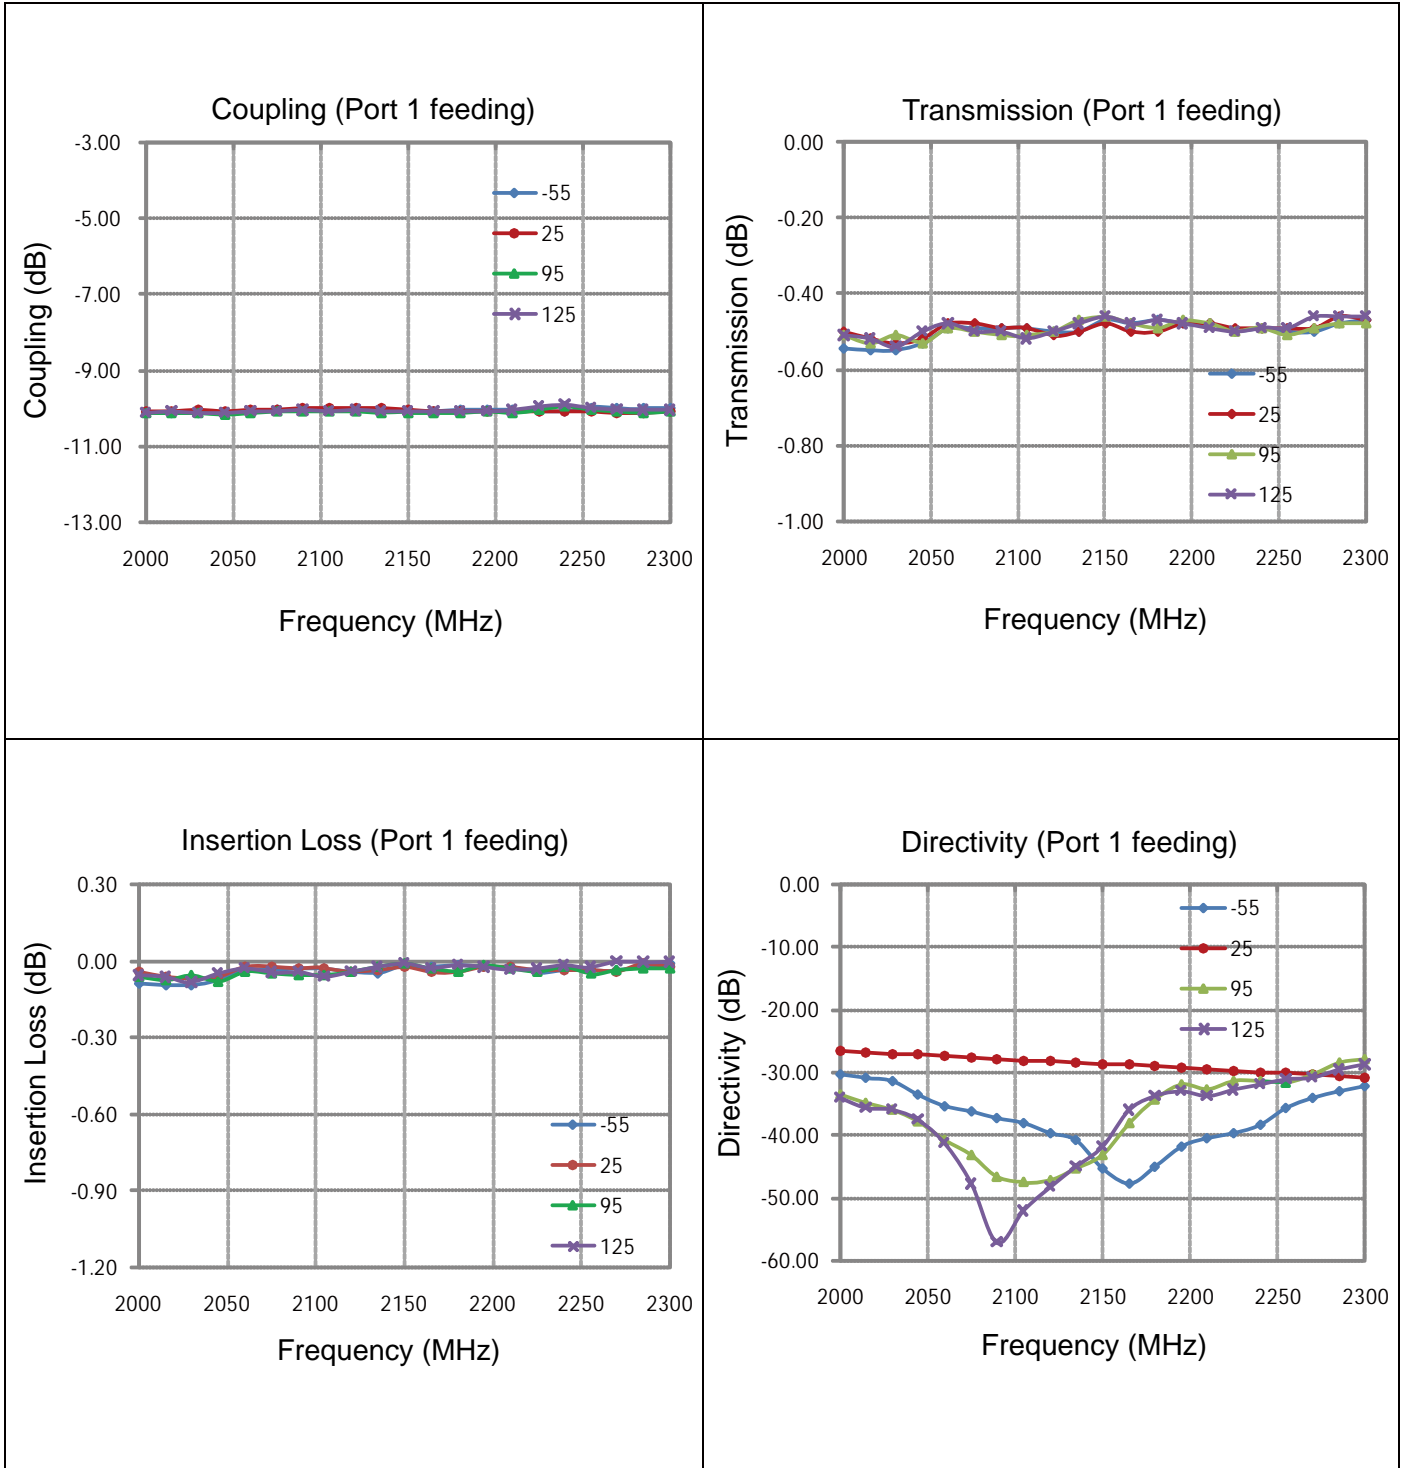 Coupling (Port 1 feeding)
-3.00
-5.00
-7.00
-9.00
-11.00
-13.00
Coupling (dB)
-55
25
95
125
2000 2050 2100 2150 2200 2250 2300
Frequency (MHz)
Transmission (Port 1 feeding)
0.00
-0.20
-0.40
-0.60
-0.80
-1.00
Transmission (dB)
-55
25
95
125
2000 2050 2100 2150 2200 2250 2300
Frequency (MHz)
Insertion Loss (Port 1 feeding)
0.30
0.00
-0.30
-0.60
-0.90
-1.20
Insertion Loss (dB)
-55
25
95
125
2000 2050 2100 2150 2200 2250 2300
Frequency (MHz)
Directivity (Port 1 feeding)
0.00
-10.00
-20.00
-30.00
-40.00
-50.00
-60.00
Directivity (dB)
-55
25
95
125
2000 2050 2100 2150 2200 2250 2300
Frequency (MHz)